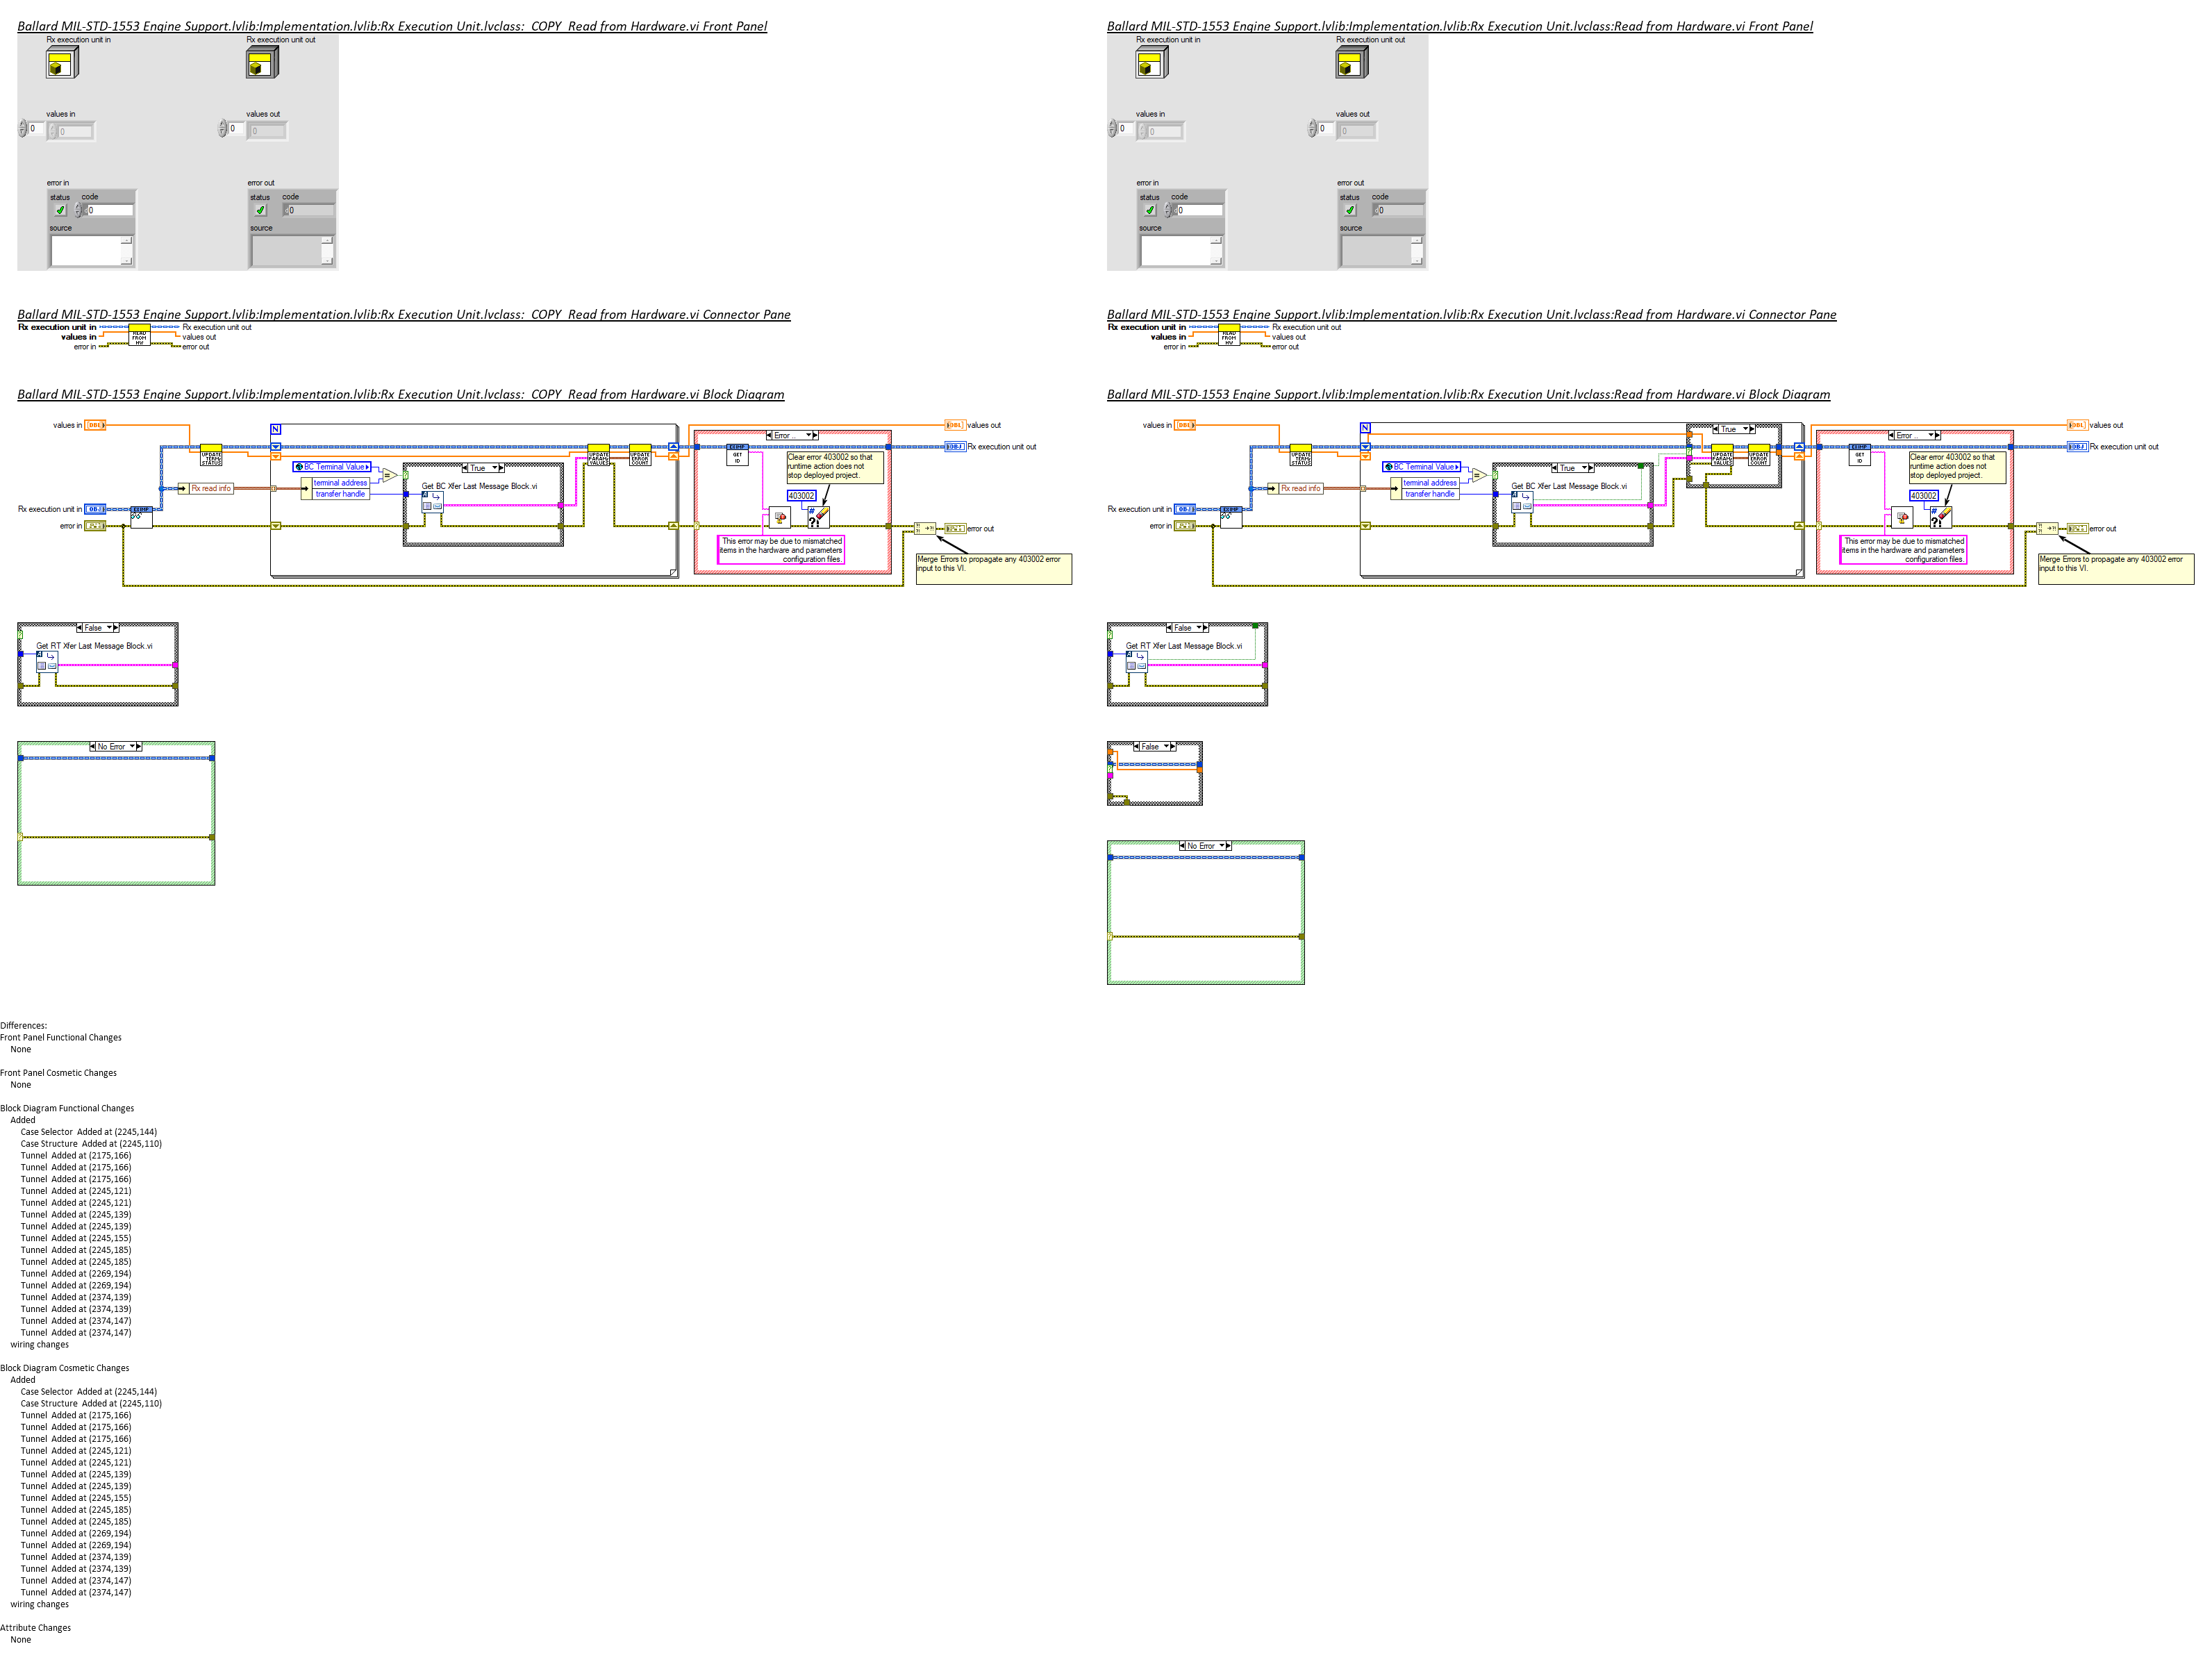 Ballard MIL-STD-1553 Engine Support.lvlib:Implementation.lvlib:Rx Execution Unit.lvclass:  COPY  Read from Hardware.vi Front Panel
Rx execution unit in
Rx execution unit out
values in
values out
0
0
0
0
error in
error out
status
code
status
code
0
0
source
source
Ballard MIL-STD-1553 Engine Support.lvlib:Implementation.lvlib:Rx Execution Unit.lvclass:  COPY  Read from Hardware.vi Connector Pane
Rx execution unit in
Rx execution unit out
values in
values out
error in
error out
READ FROM HW
Ballard MIL-STD-1553 Engine Support.lvlib:Implementation.lvlib:Rx Execution Unit.lvclass:  COPY  Read from Hardware.vi Block Diagram
values in
DBL
N
Error ..
DBL
values out
UPDATE TERM STATUS
UPDATE PARAM VALUES
UPDATE ERROR COUNT
GET ID
Rx execution unit out
OBJ
Clear error 403002 so that
runtime action does not
stop deployed project.
BC Terminal Value
True
terminal address
transfer handle
Get BC Xfer Last Message Block.vi
Rx read info
403002
Rx execution unit in
OBJ
error in
error out
This error may be due to mismatched
items in the hardware and parameters
configuration files.
Merge Errors to propagate any 403002 error
input to this VI.
False
Get RT Xfer Last Message Block.vi
No Error
Ballard MIL-STD-1553 Engine Support.lvlib:Implementation.lvlib:Rx Execution Unit.lvclass:Read from Hardware.vi Front Panel
Rx execution unit in
Rx execution unit out
values in
values out
0
0
0
0
error in
error out
status
code
status
code
0
0
source
source
Ballard MIL-STD-1553 Engine Support.lvlib:Implementation.lvlib:Rx Execution Unit.lvclass:Read from Hardware.vi Connector Pane
Rx execution unit in
Rx execution unit out
values in
values out
error in
error out
READ FROM HW
Ballard MIL-STD-1553 Engine Support.lvlib:Implementation.lvlib:Rx Execution Unit.lvclass:Read from Hardware.vi Block Diagram
values in
DBL
N
True
Error ..
DBL
values out
UPDATE TERM STATUS
UPDATE PARAM VALUES
UPDATE ERROR COUNT
GET ID
Rx execution unit out
OBJ
Clear error 403002 so that
runtime action does not
stop deployed project.
BC Terminal Value
True
terminal address
transfer handle
Get BC Xfer Last Message Block.vi
Rx read info
403002
Rx execution unit in
OBJ
error in
error out
This error may be due to mismatched
items in the hardware and parameters
configuration files.
Merge Errors to propagate any 403002 error
input to this VI.
False
Get RT Xfer Last Message Block.vi
False
No Error
Differences:
Front Panel Functional Changes
None
Front Panel Cosmetic Changes
None
Block Diagram Functional Changes
Added
Case Selector  Added at (2245,144)
Case Structure  Added at (2245,110)
Tunnel  Added at (2175,166)
Tunnel  Added at (2175,166)
Tunnel  Added at (2175,166)
Tunnel  Added at (2245,121)
Tunnel  Added at (2245,121)
Tunnel  Added at (2245,139)
Tunnel  Added at (2245,139)
Tunnel  Added at (2245,155)
Tunnel  Added at (2245,185)
Tunnel  Added at (2245,185)
Tunnel  Added at (2269,194)
Tunnel  Added at (2269,194)
Tunnel  Added at (2374,139)
Tunnel  Added at (2374,139)
Tunnel  Added at (2374,147)
Tunnel  Added at (2374,147)
wiring changes
Block Diagram Cosmetic Changes
Added
Case Selector  Added at (2245,144)
Case Structure  Added at (2245,110)
Tunnel  Added at (2175,166)
Tunnel  Added at (2175,166)
Tunnel  Added at (2175,166)
Tunnel  Added at (2245,121)
Tunnel  Added at (2245,121)
Tunnel  Added at (2245,139)
Tunnel  Added at (2245,139)
Tunnel  Added at (2245,155)
Tunnel  Added at (2245,185)
Tunnel  Added at (2245,185)
Tunnel  Added at (2269,194)
Tunnel  Added at (2269,194)
Tunnel  Added at (2374,139)
Tunnel  Added at (2374,139)
Tunnel  Added at (2374,147)
Tunnel  Added at (2374,147)
wiring changes
Attribute Changes
None